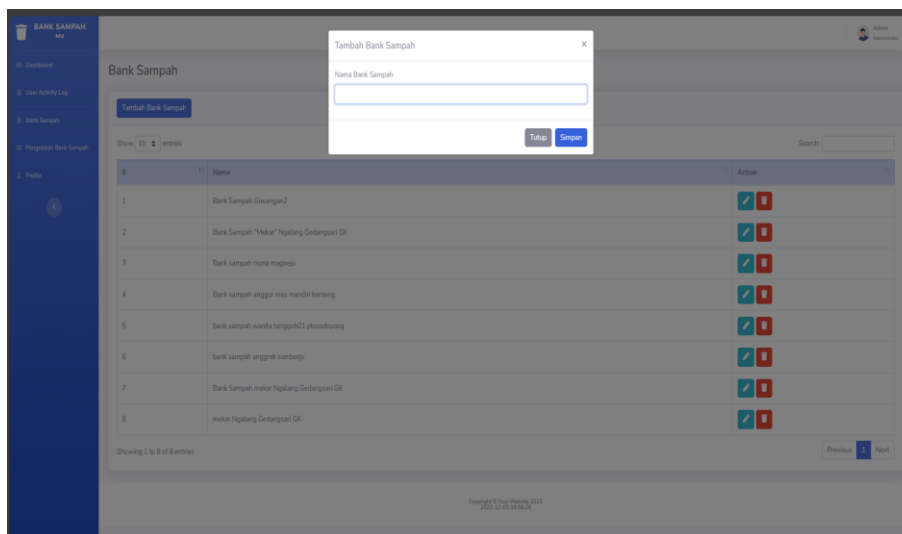 BANK SAMPAH
MU
Dashboard
User Activity Log
Bank Sampah
Pengelolah Bank Sampah
Profile
Admin
Tambah Bank Sampah
x
Nama Bank Sampah
Tutup Simpan
Bank Sampah
Tambah Bank Sampah
Show 10 entries
Search:
# Nama Action
1 Bank Sampah Giwangan2
2 Bank Sampah "Mekar" Ngalang Gedangsari GK
3 Bank sampah risma magirejo
4 Bank sampah anggur mas mandiri kenteng
5 bank sampah wanita tangguh01
6 bank sampah anggrek sumberjo
7 Bank Sampah mekar Ngalang Gedangsari GK
8 mekar Ngalang Gedangsari GK
Showing 1 to 8 of 8 entries
Previous 1 Next
Copyright © Your Website 2023